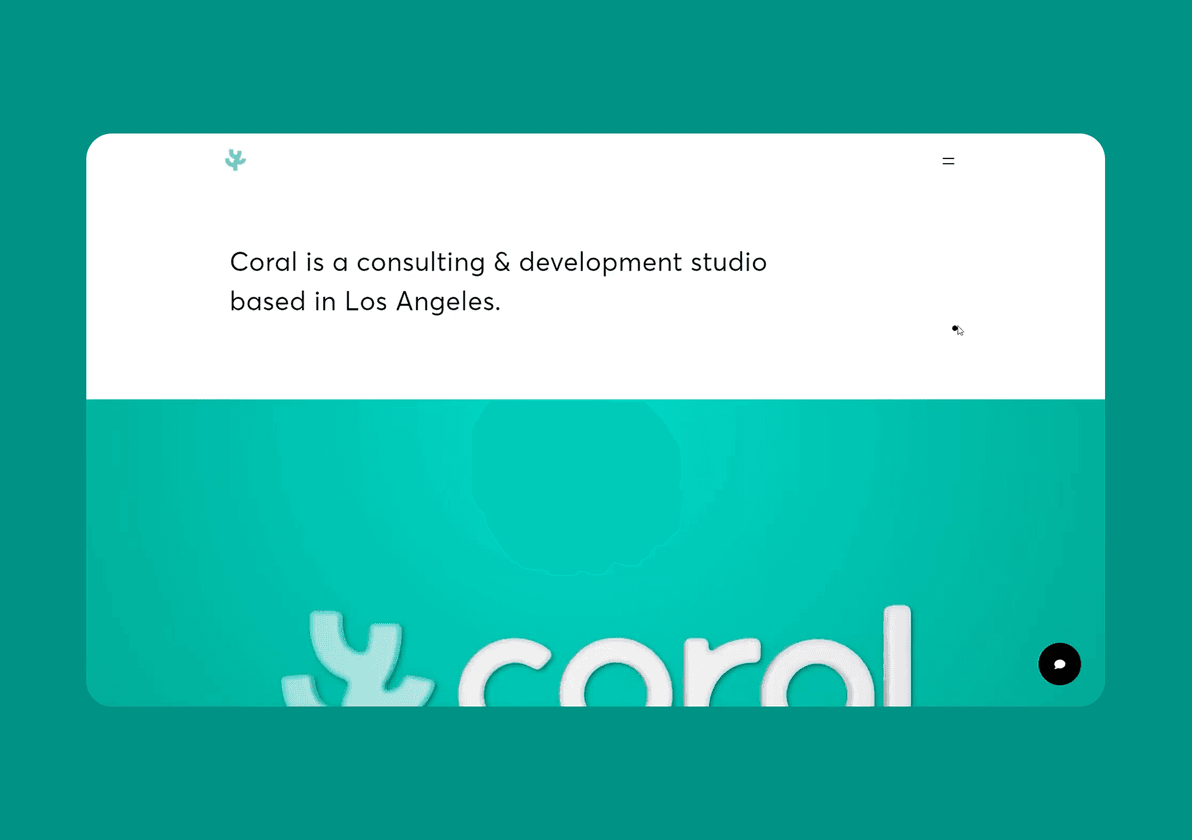 Coral is a consulting & development studio
based in Los Angeles.
coral